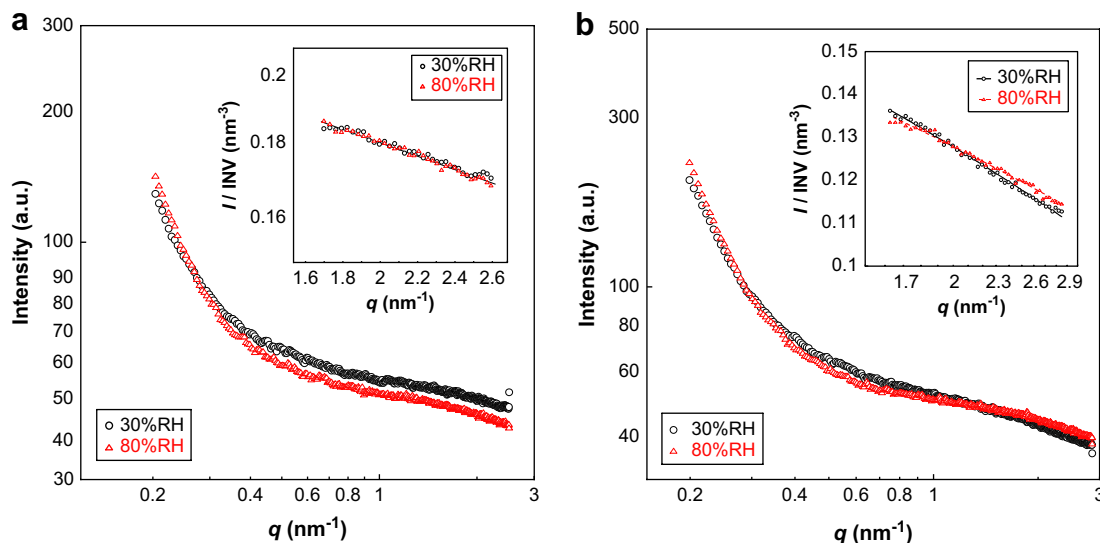 a
300
200
100
90
80
70
60
50
40
30
Intensity (a.u.)
0.2
0.4
0.6
0.8
1
3
q (nm⁻¹)
30%RH
80%RH
0.2
0.18
0.16
I / INV (nm⁻³)
30%RH
80%RH
1.6
1.8
2
2.2
2.4
2.6
q (nm⁻¹)
b
500
300
100
80
60
40
Intensity (a.u.)
0.2
0.4
0.6
0.8
1
3
q (nm⁻¹)
30%RH
80%RH
0.15
0.14
0.13
0.12
0.11
0.1
I / INV (nm⁻³)
30%RH
80%RH
1.7
2
2.3
2.6
2.9
q (nm⁻¹)